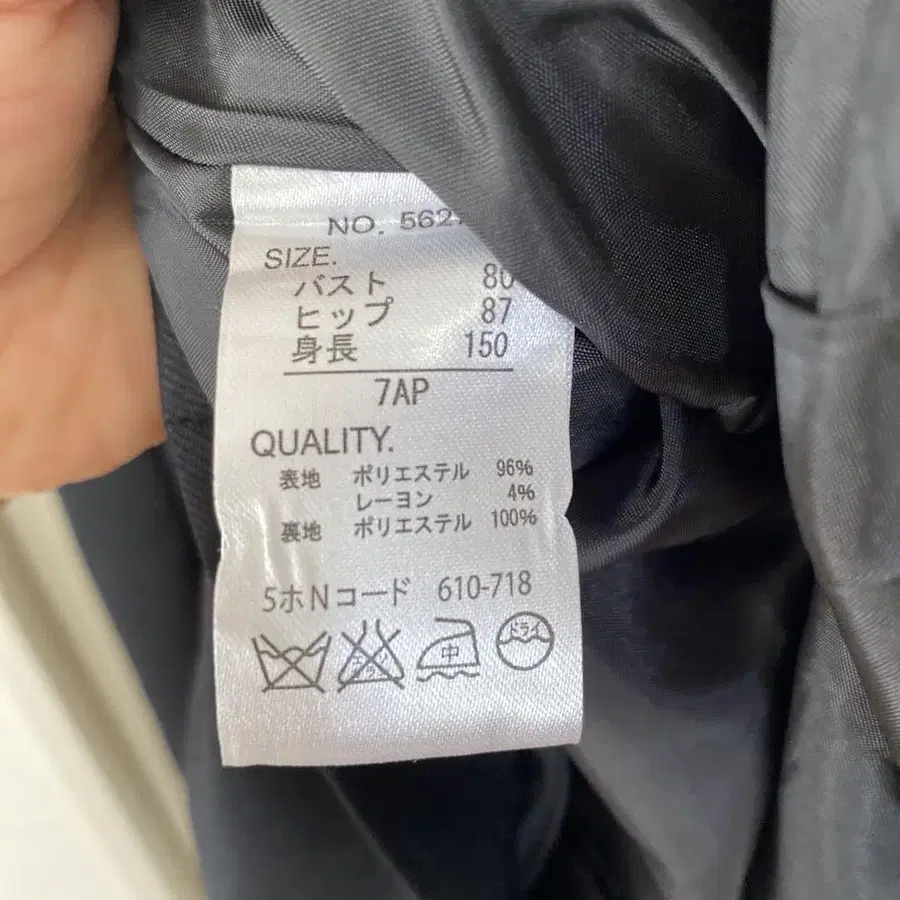 NO. 562
SIZE.
バスト 80
ヒップ 87
身長 150
7AP
QUALITY.
表地 ポリエステル 96%
レーヨン 4%
裏地 ポリエステル 100%
5ホNコード 610-718
中 ドライ